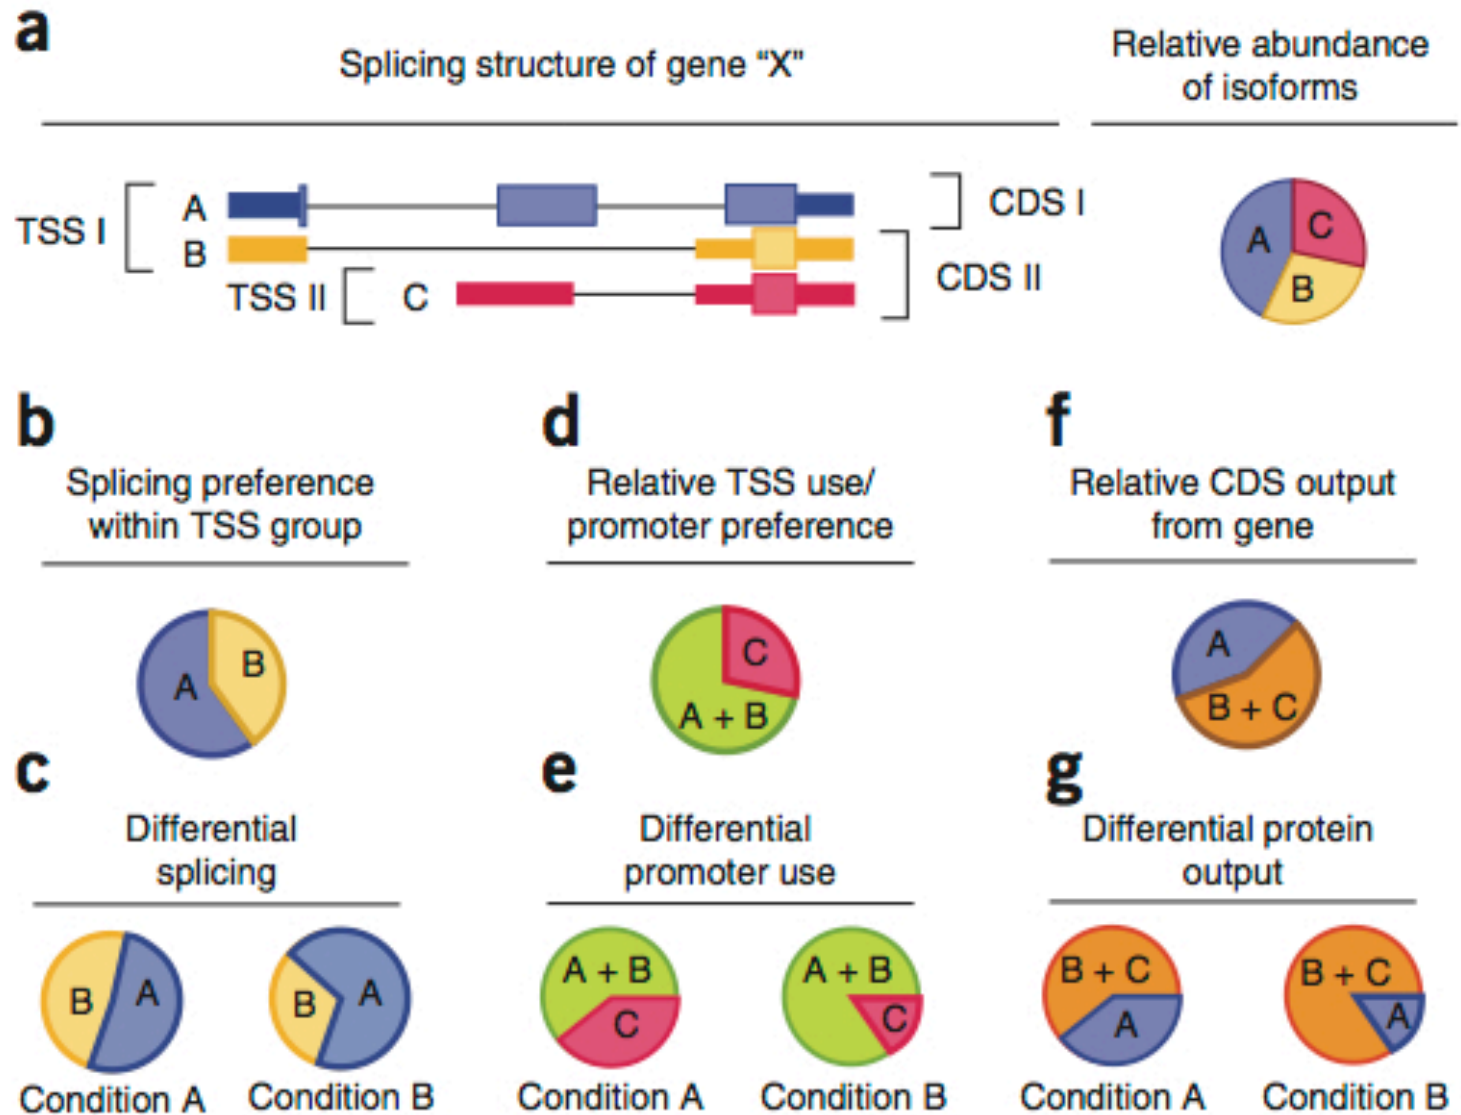 a
Splicing structure of gene “X”
Relative abundance
of isoforms
TSS I
A
B
TSS II
C
CDS I
CDS II
A
C
B
b
Splicing preference
within TSS group
A
B
d
Relative TSS use/
promoter preference
C
A + B
f
Relative CDS output
from gene
A
B + C
c
Differential
splicing
B
A
Condition A
B
A
Condition B
e
Differential
promoter use
A + B
C
Condition A
A + B
C
Condition B
g
Differential protein
output
B + C
A
Condition A
B + C
A
Condition B